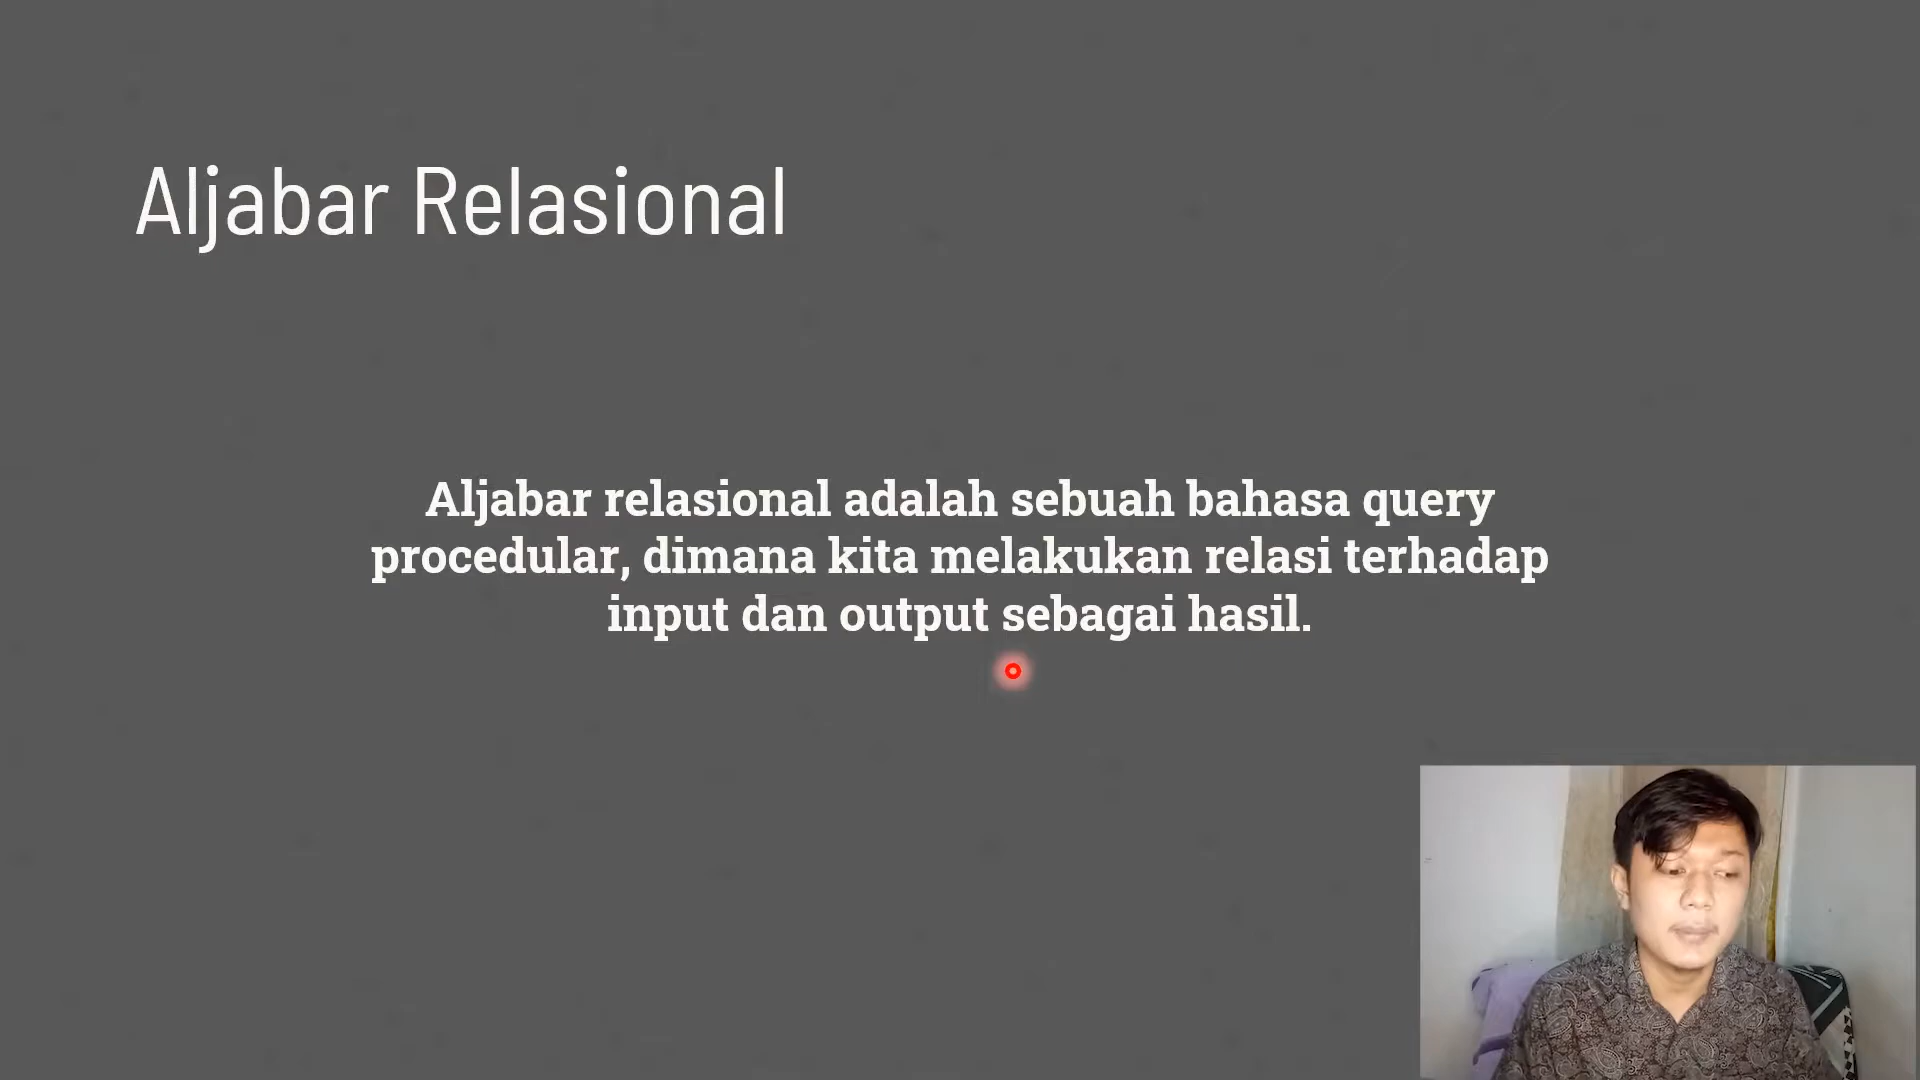 Aljabar Relasional
Aljabar relasional adalah sebuah bahasa query
procedular, dimana kita melakukan relasi terhadap
input dan output sebagai hasil.